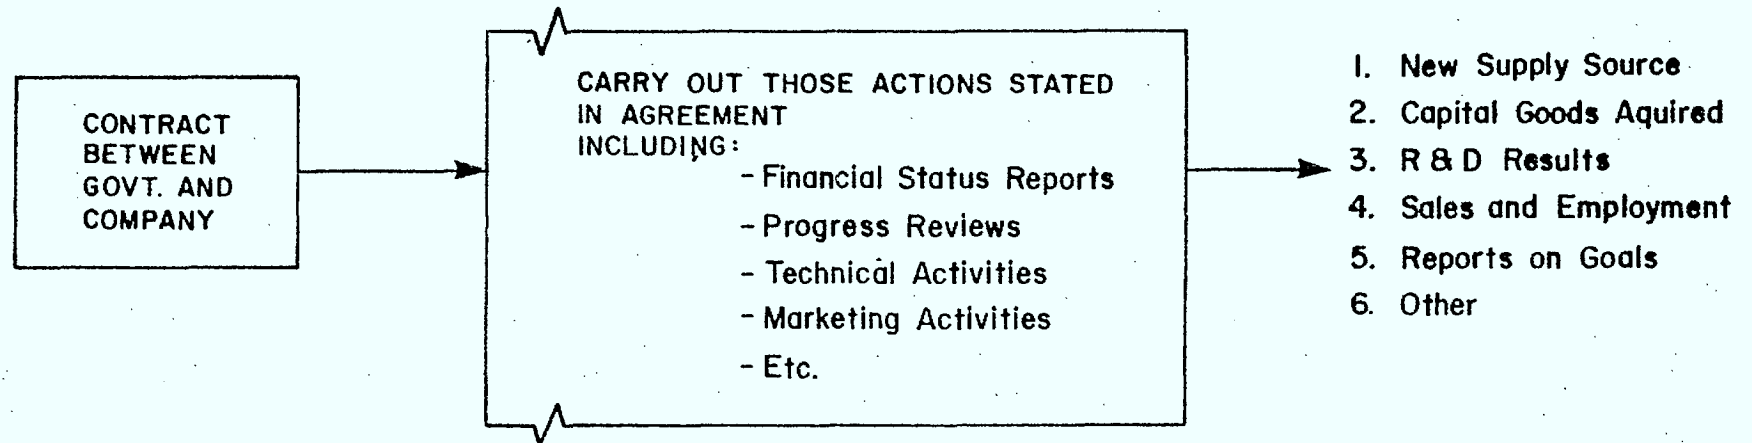 CONTRACT
BETWEEN
GOVT. AND
COMPANY
CARRY OUT THOSE ACTIONS STATED
IN AGREEMENT
INCLUDING:
- Financial Status Reports
- Progress Reviews
- Technical Activities
- Marketing Activities
- Etc.
1. New Supply Source
2. Capital Goods Aquired
3. R & D Results
4. Sales and Employment
5. Reports on Goals
6. Other